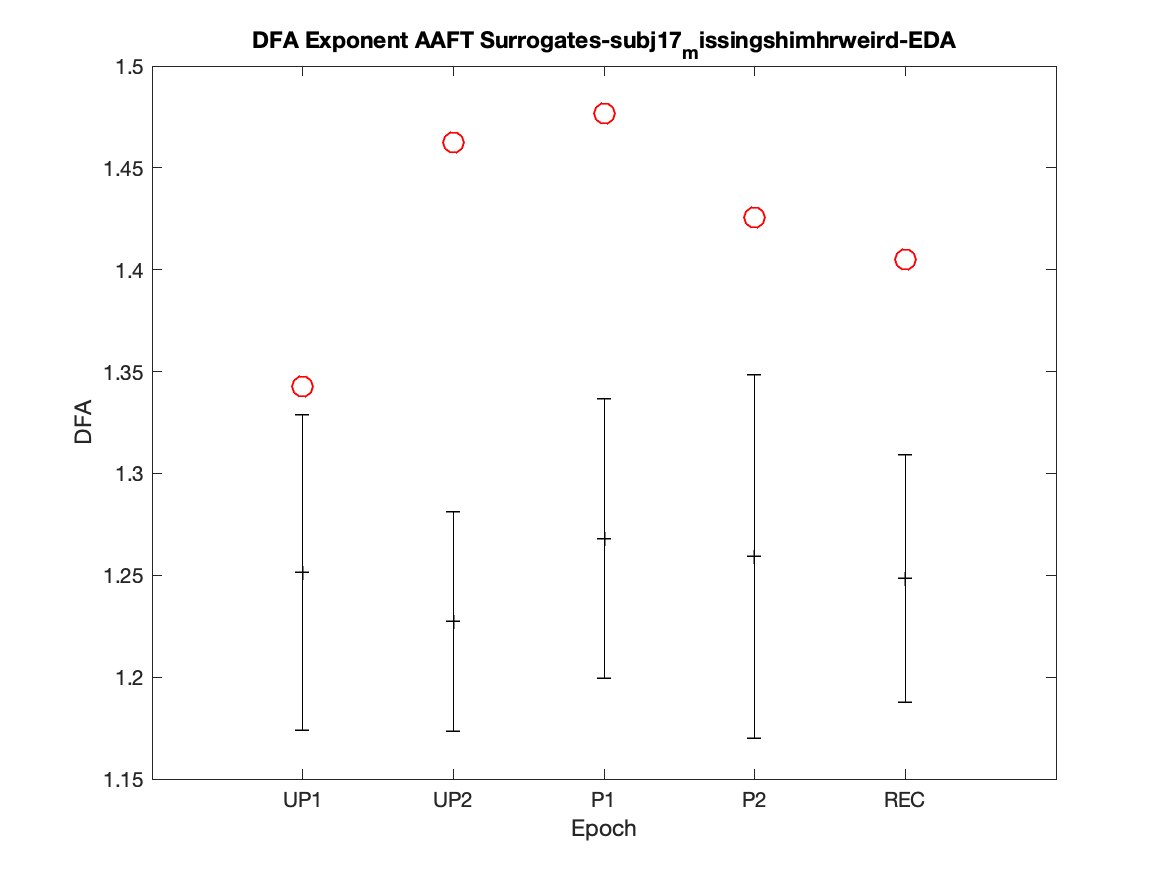 DFA Exponent AAFT Surrogates-subj17missingshimhrweird-EDA
1.5
1.45
1.4
1.35
1.3
1.25
1.2
1.15
DFA
UP1 UP2 P1 P2 REC
Epoch